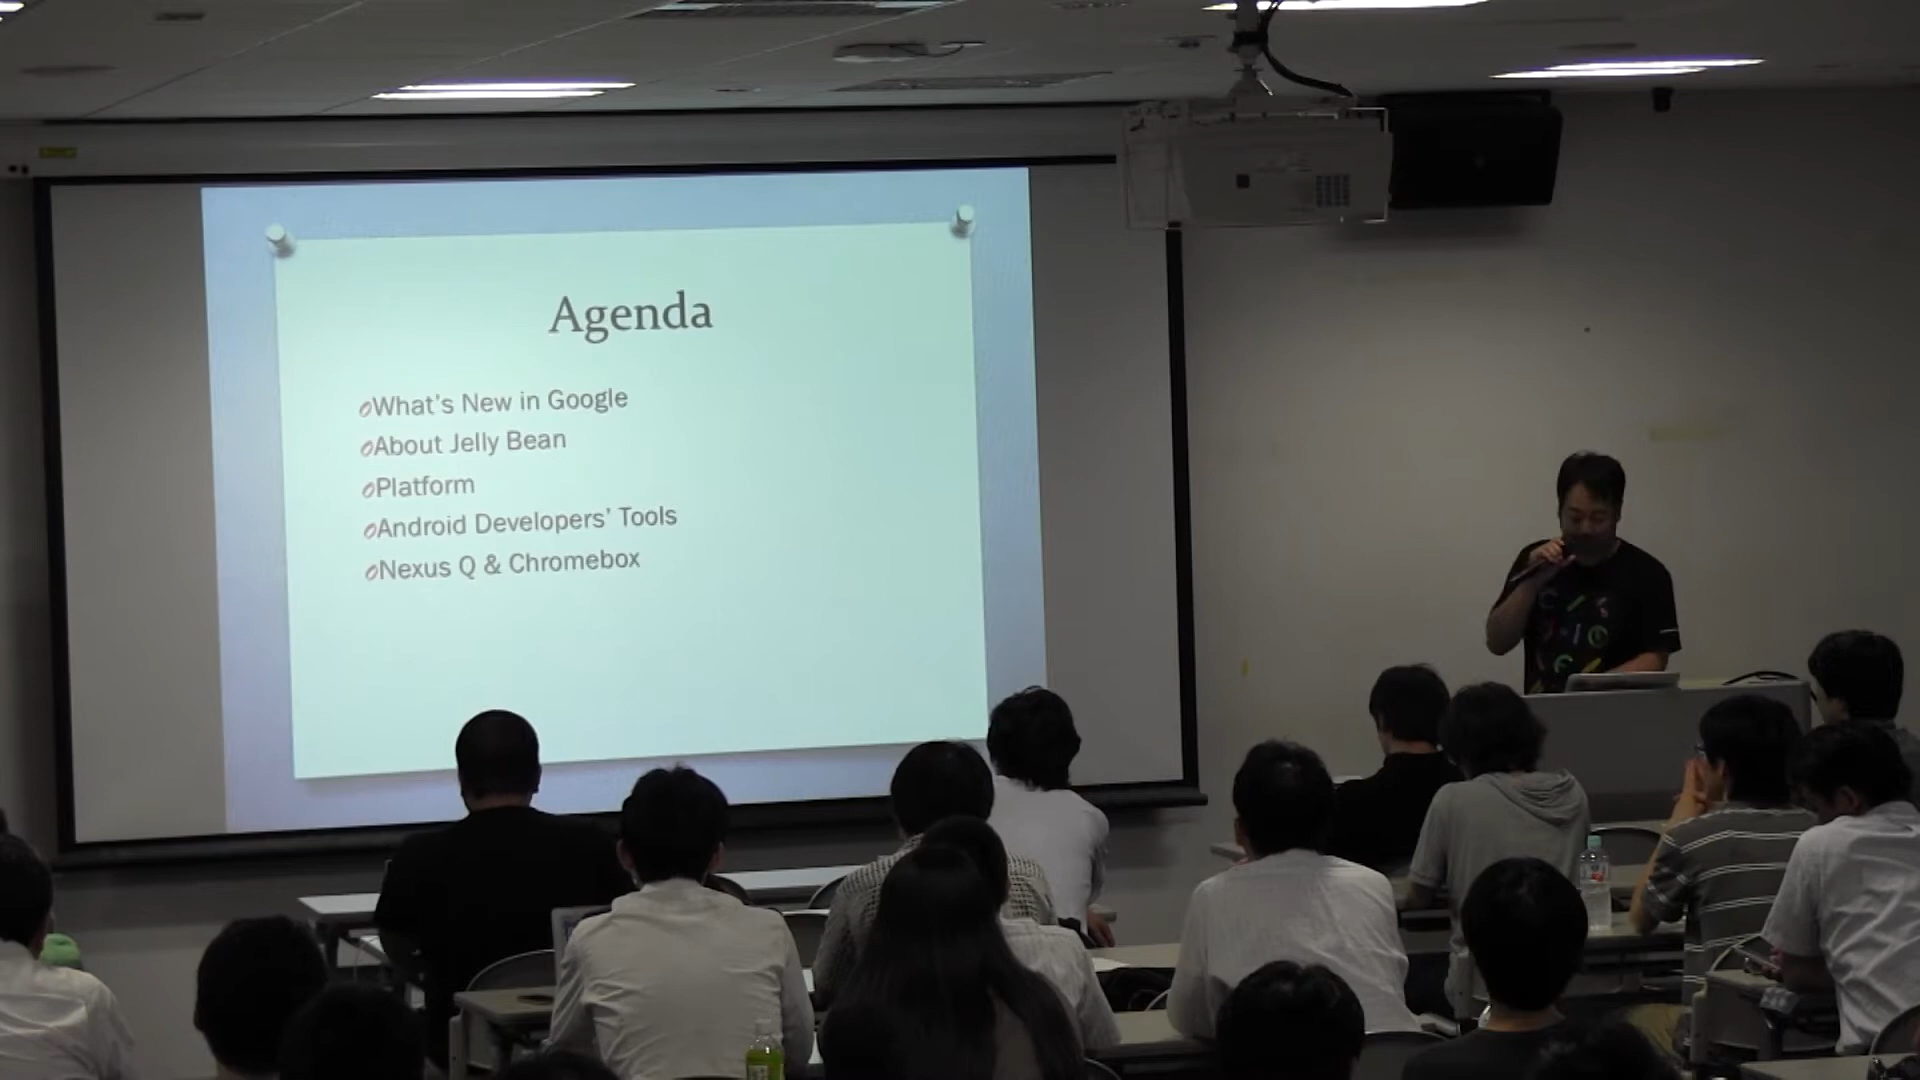 Agenda
What's New in Google
About Jelly Bean
Platform
Android Developers' Tools
Nexus Q & Chromebox